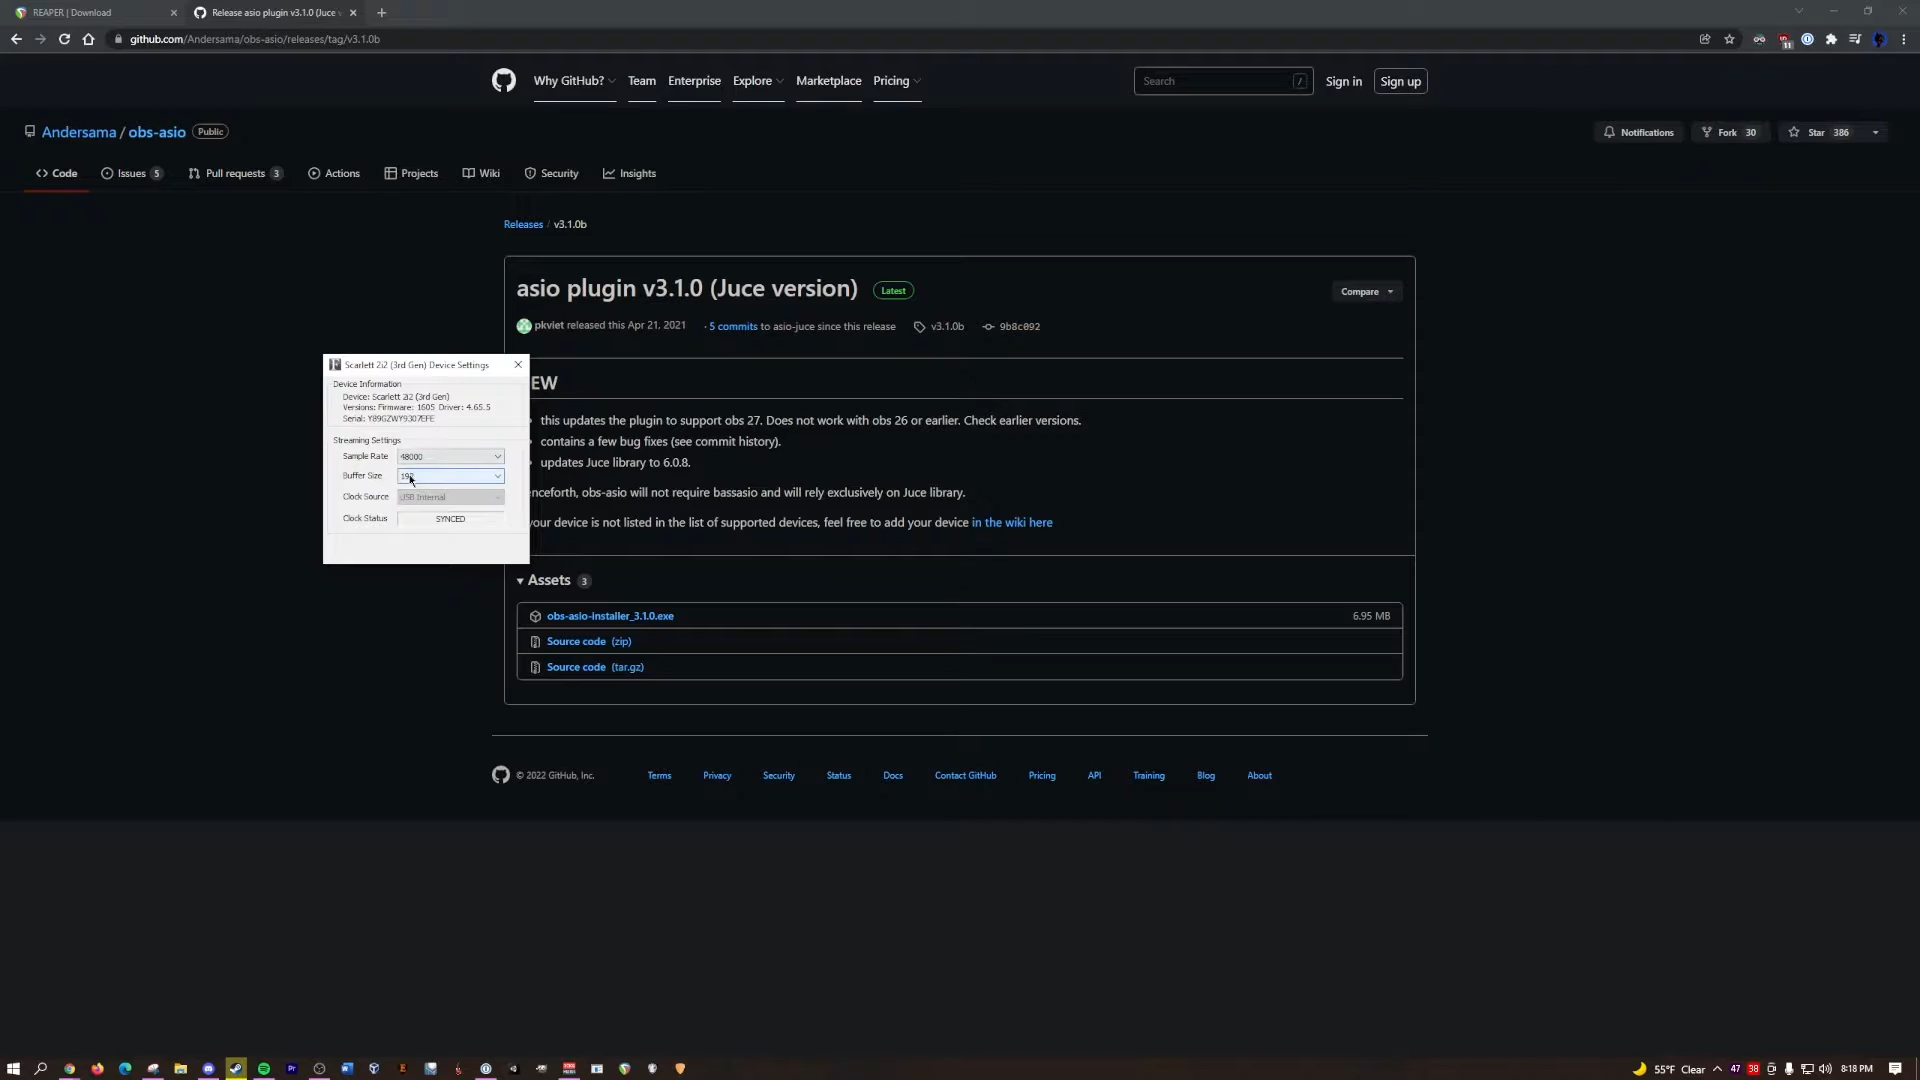 REAPER | Download
Release asio plugin v3.1.0 (Juce
github.com/Andersama/obs-asio/releases/tag/v3.1.0b
11
Why GitHub?
Team
Enterprise
Explore
Marketplace
Pricing
Search
/
Sign in
Sign up
Andersama / obs-asio
Public
Notifications
Fork 30
Star 386
Code
Issues 5
Pull requests 3
Actions
Projects
Wiki
Security
Insights
Releases / v3.1.0b
asio plugin v3.1.0 (Juce version)
Latest
Compare
pkviet released this Apr 21, 2021
· 5 commits to asio-juce since this release
v3.1.0b
9b8c092
Scarlett 2i2 (3rd Gen) Device Settings
Device Information
Device: Scarlett 2i2 (3rd Gen)
Versions: Firmware: 1605 Driver: 4.65.5
Serial: Y89GZWY9307EFE
Streaming Settings
Sample Rate 48000
Buffer Size 192
Clock Source USB Internal
Clock Status SYNCED
EW
this updates the plugin to support obs 27. Does not work with obs 26 or earlier. Check earlier versions.
contains a few bug fixes (see commit history).
updates Juce library to 6.0.8.
enceforth, obs-asio will not require bassasio and will rely exclusively on Juce library.
your device is not listed in the list of supported devices, feel free to add your device in the wiki here
Assets 3
obs-asio-installer_3.1.0.exe
6.95 MB
Source code (zip)
Source code (tar.gz)
© 2022 GitHub, Inc.
Terms
Privacy
Security
Status
Docs
Contact GitHub
Pricing
API
Training
Blog
About
Pr
55°F Clear
47
38
8:18 PM